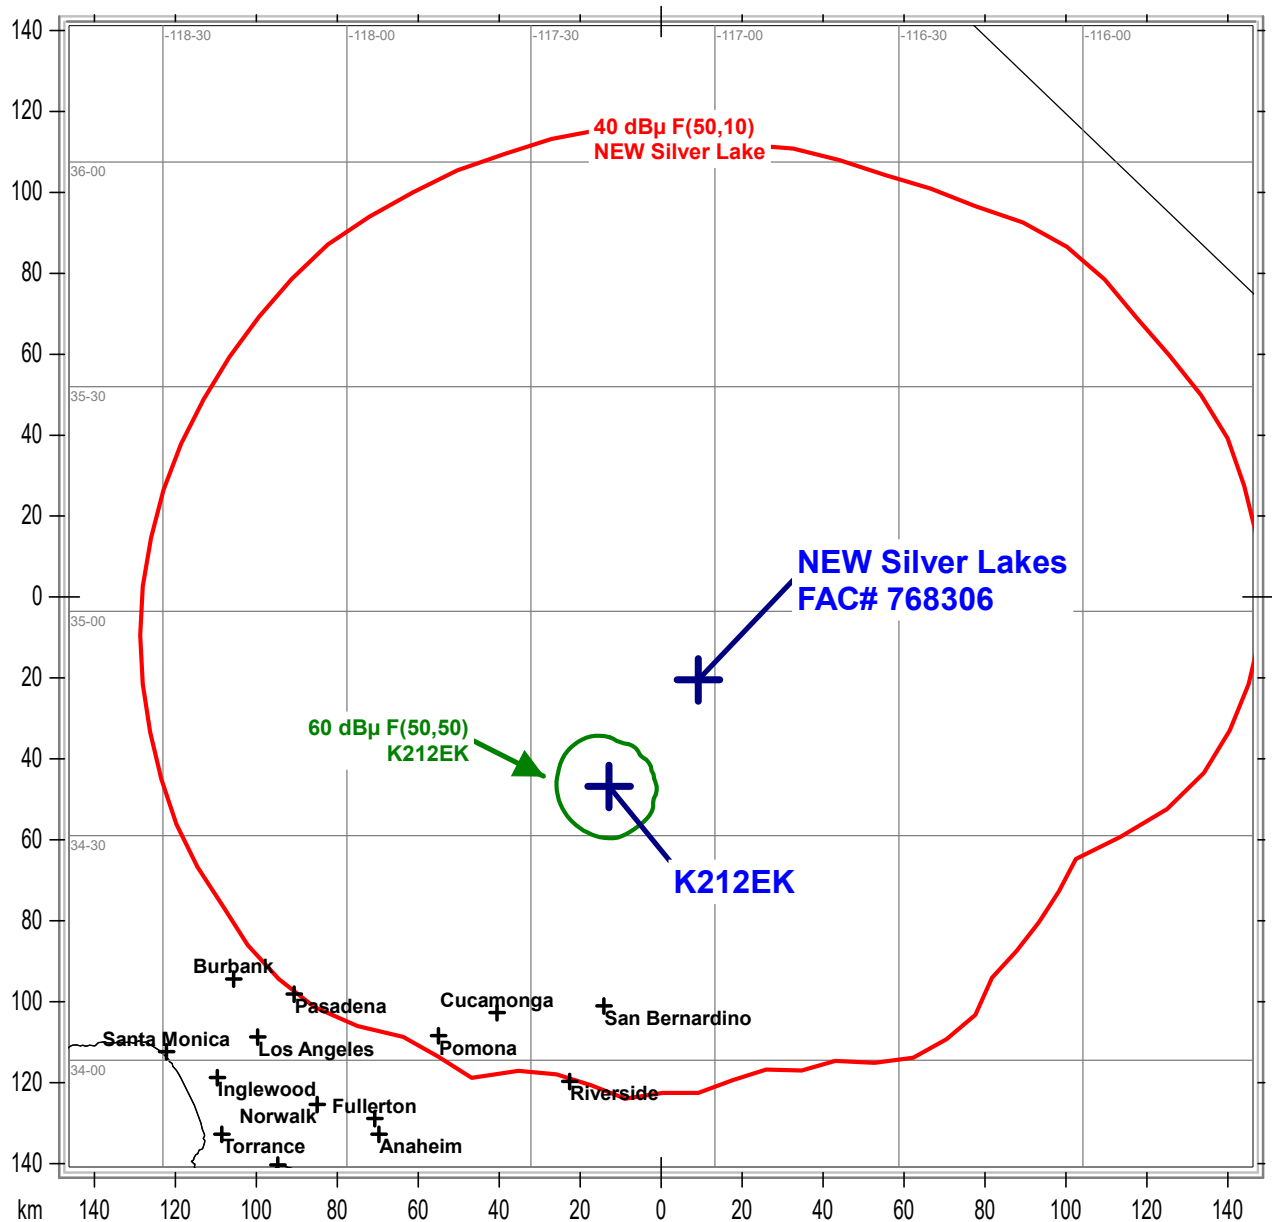 140
120
100
80
60
40
20
0
20
40
60
80
100
120
140
-118-30
-118-00
-117-30
-117-00
-116-30
-116-00
36-00
35-30
35-00
34-30
34-00
40 dBµ F(50,10)
NEW Silver Lake
NEW Silver Lakes
FAC# 768306
60 dBµ F(50,50)
K212EK
K212EK
Burbank
Pasadena
Cucamonga
San Bernardino
Santa Monica
Los Angeles
Pomona
Inglewood
Riverside
Norwalk
Fullerton
Torrance
Anaheim
km
140
120
100
80
60
40
20
0
20
40
60
80
100
120
140